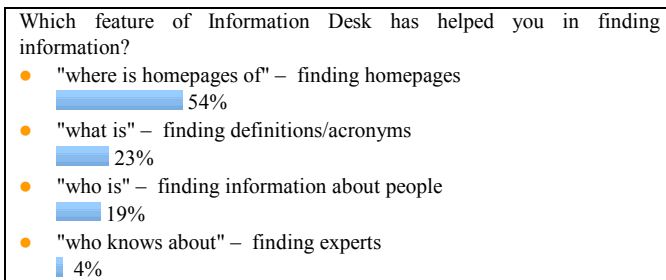 Which feature of Information Desk has helped you in finding
information?
"where is homepages of" – finding homepages
54%
"what is" – finding definitions/acronyms
23%
"who is" – finding information about people
19%
"who knows about" – finding experts
4%